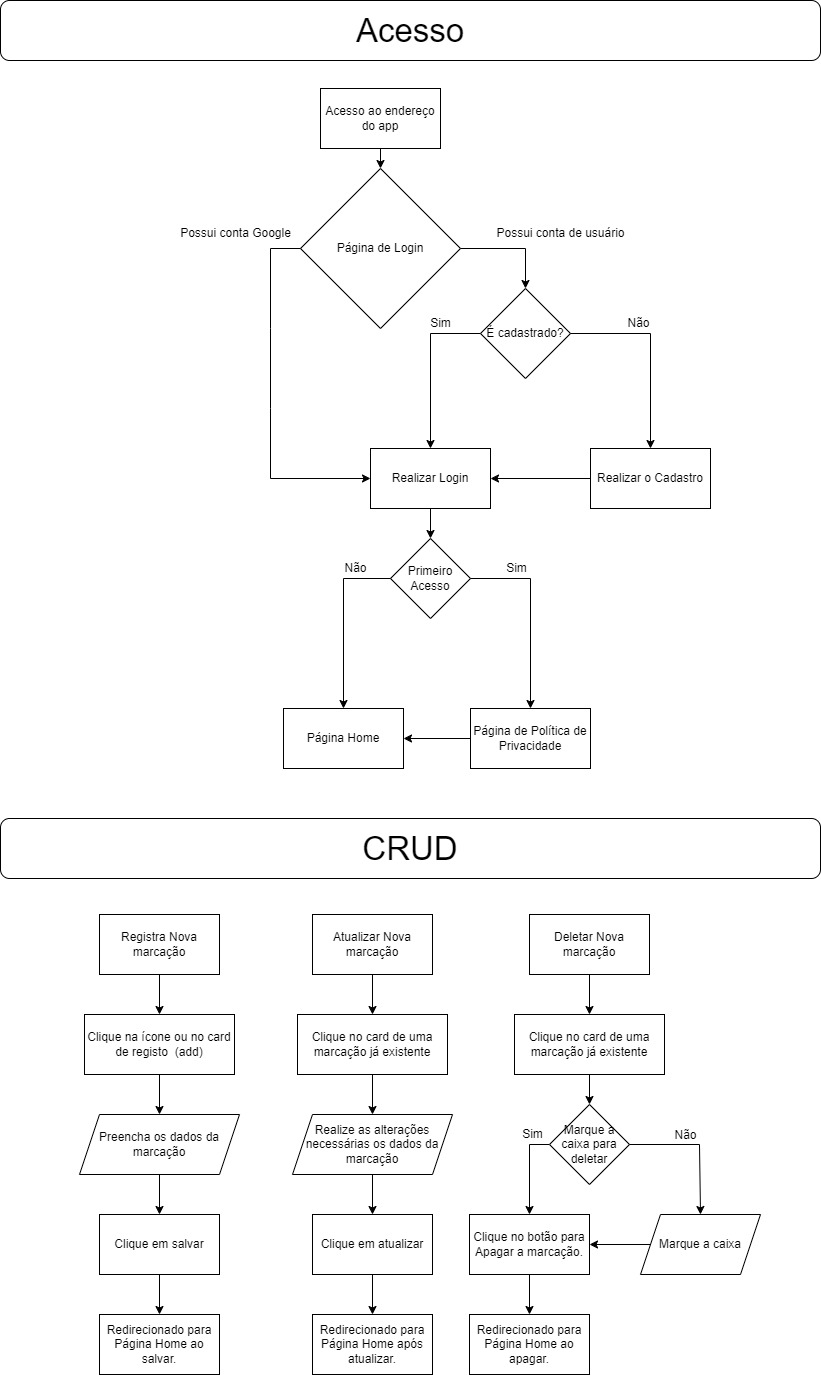 Acesso
Acesso ao endereço
do app
Possui conta Google
Página de Login
Possui conta de usuário
É cadastrado?
Sim
Não
Realizar Login
Realizar o Cadastro
Primeiro
Acesso
Não
Sim
Página Home
Página de Política de
Privacidade
CRUD
Registra Nova
marcação
Clique na ícone ou no card
de registo  (add)
Preencha os dados da
marcação
Clique em salvar
Redirecionado para
Página Home ao
salvar.
Atualizar Nova
marcação
Clique no card de uma
marcação já existente
Realize as alterações
necessárias os dados da
marcação
Clique em atualizar
Redirecionado para
Página Home após
atualizar.
Deletar Nova
marcação
Clique no card de uma
marcação já existente
Marque a
caixa para
deletar
Sim
Não
Clique no botão para
Apagar a marcação.
Marque a caixa
Redirecionado para
Página Home ao
apagar.